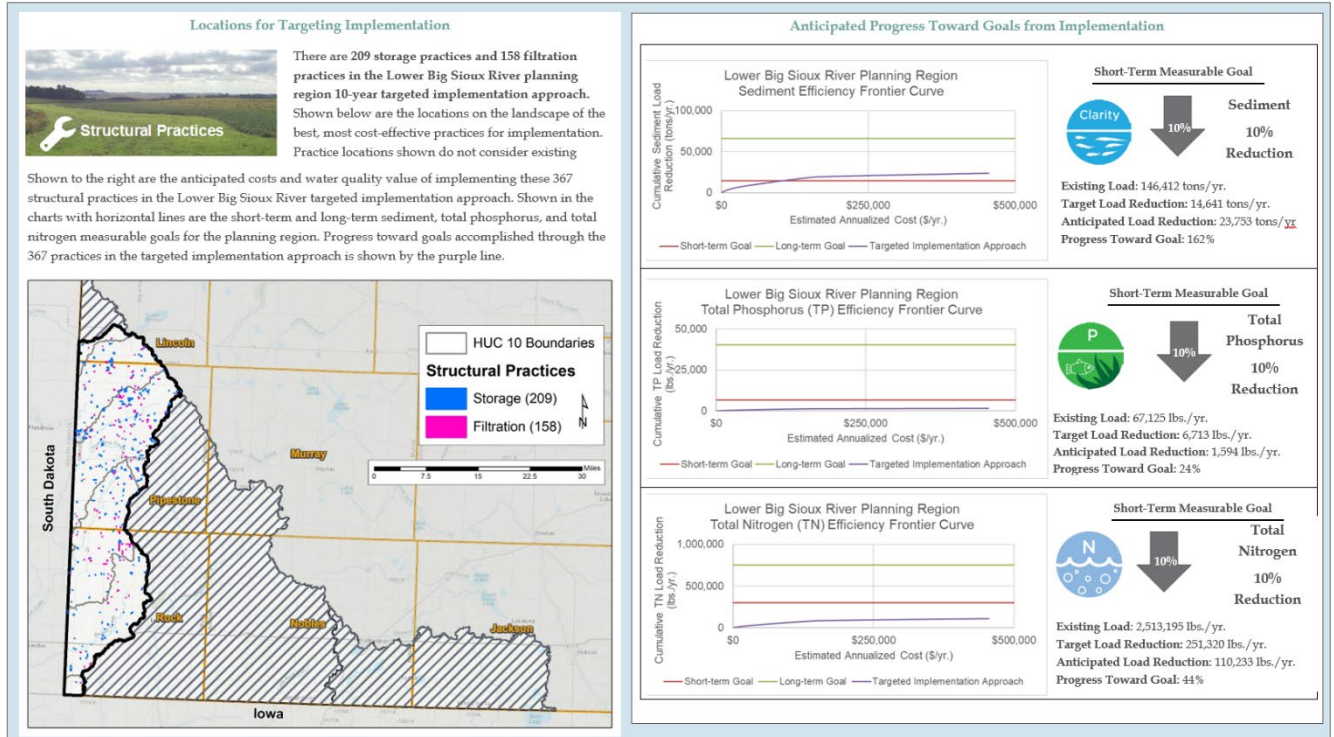 Locations for Targeting Implementation
Structural Practices
There are 209 storage practices and 158 filtration
practices in the Lower Big Sioux River planning
region 10-year targeted implementation approach.
Shown below are the locations on the landscape of the
best, most cost-effective practices for implementation.
Practice locations shown do not consider existing
Shown to the right are the anticipated costs and water quality value of implementing these 367
structural practices in the Lower Big Sioux River targeted implementation approach. Shown in the
charts with horizontal lines are the short-term and long-term sediment, total phosphorus, and total
nitrogen measurable goals for the planning region. Progress toward goals accomplished through the
367 practices in the targeted implementation approach is shown by the purple line.
HUC 10 Boundaries
Structural Practices
Storage (209)
Filtration (158)
N
0 7.5 15 22.5 30 Miles
Lincoln
Murray
Pipestone
Rock
Nobles
Jackson
South Dakota
Iowa
Anticipated Progress Toward Goals from Implementation
Lower Big Sioux River Planning Region
Sediment Efficiency Frontier Curve
Cumulative Sediment Load
Reduction (tons/yr.)
100,000
50,000
0
$0 $250,000 $500,000
Estimated Annualized Cost ($/yr.)
Short-term Goal Long-term Goal Targeted Implementation Approach
Short-Term Measurable Goal
Clarity
10%
Sediment
10%
Reduction
Existing Load: 146,412 tons/yr.
Target Load Reduction: 14,641 tons/yr.
Anticipated Load Reduction: 23,753 tons/yr
Progress Toward Goal: 162%
Lower Big Sioux River Planning Region
Total Phosphorus (TP) Efficiency Frontier Curve
Cumulative TP Load Reduction
(lbs./yr.)
50,000
25,000
0
$0 $250,000 $500,000
Estimated Annualized Cost ($/yr.)
Short-term Goal Long-term Goal Targeted Implementation Approach
Short-Term Measurable Goal
P
10%
Total
Phosphorus
10%
Reduction
Existing Load: 67,125 lbs./yr.
Target Load Reduction: 6,713 lbs./yr.
Anticipated Load Reduction: 1,594 lbs./yr.
Progress Toward Goal: 24%
Lower Big Sioux River Planning Region
Total Nitrogen (TN) Efficiency Frontier Curve
Cumulative TN Load Reduction
(lbs./yr.)
1,000,000
500,000
0
$0 $250,000 $500,000
Estimated Annualized Cost ($/yr.)
Short-term Goal Long-term Goal Targeted Implementation Approach
Short-Term Measurable Goal
N
10%
Total
Nitrogen
10%
Reduction
Existing Load: 2,513,195 lbs./yr.
Target Load Reduction: 251,320 lbs./yr.
Anticipated Load Reduction: 110,233 lbs./yr.
Progress Toward Goal: 44%